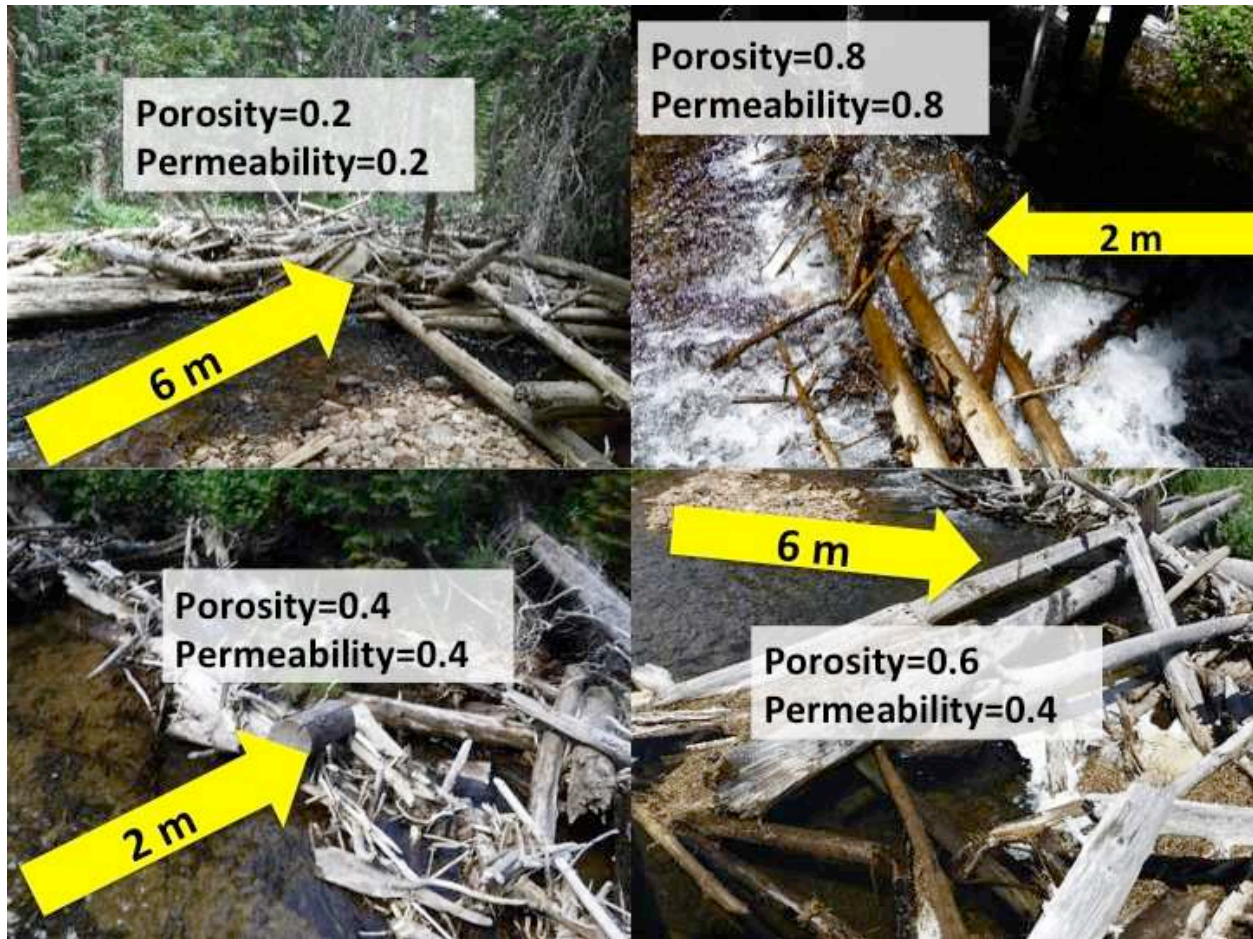 Porosity=0.2
Permeability=0.2
6 m
Porosity=0.8
Permeability=0.8
2 m
Porosity=0.4
Permeability=0.4
2 m
6 m
Porosity=0.6
Permeability=0.4